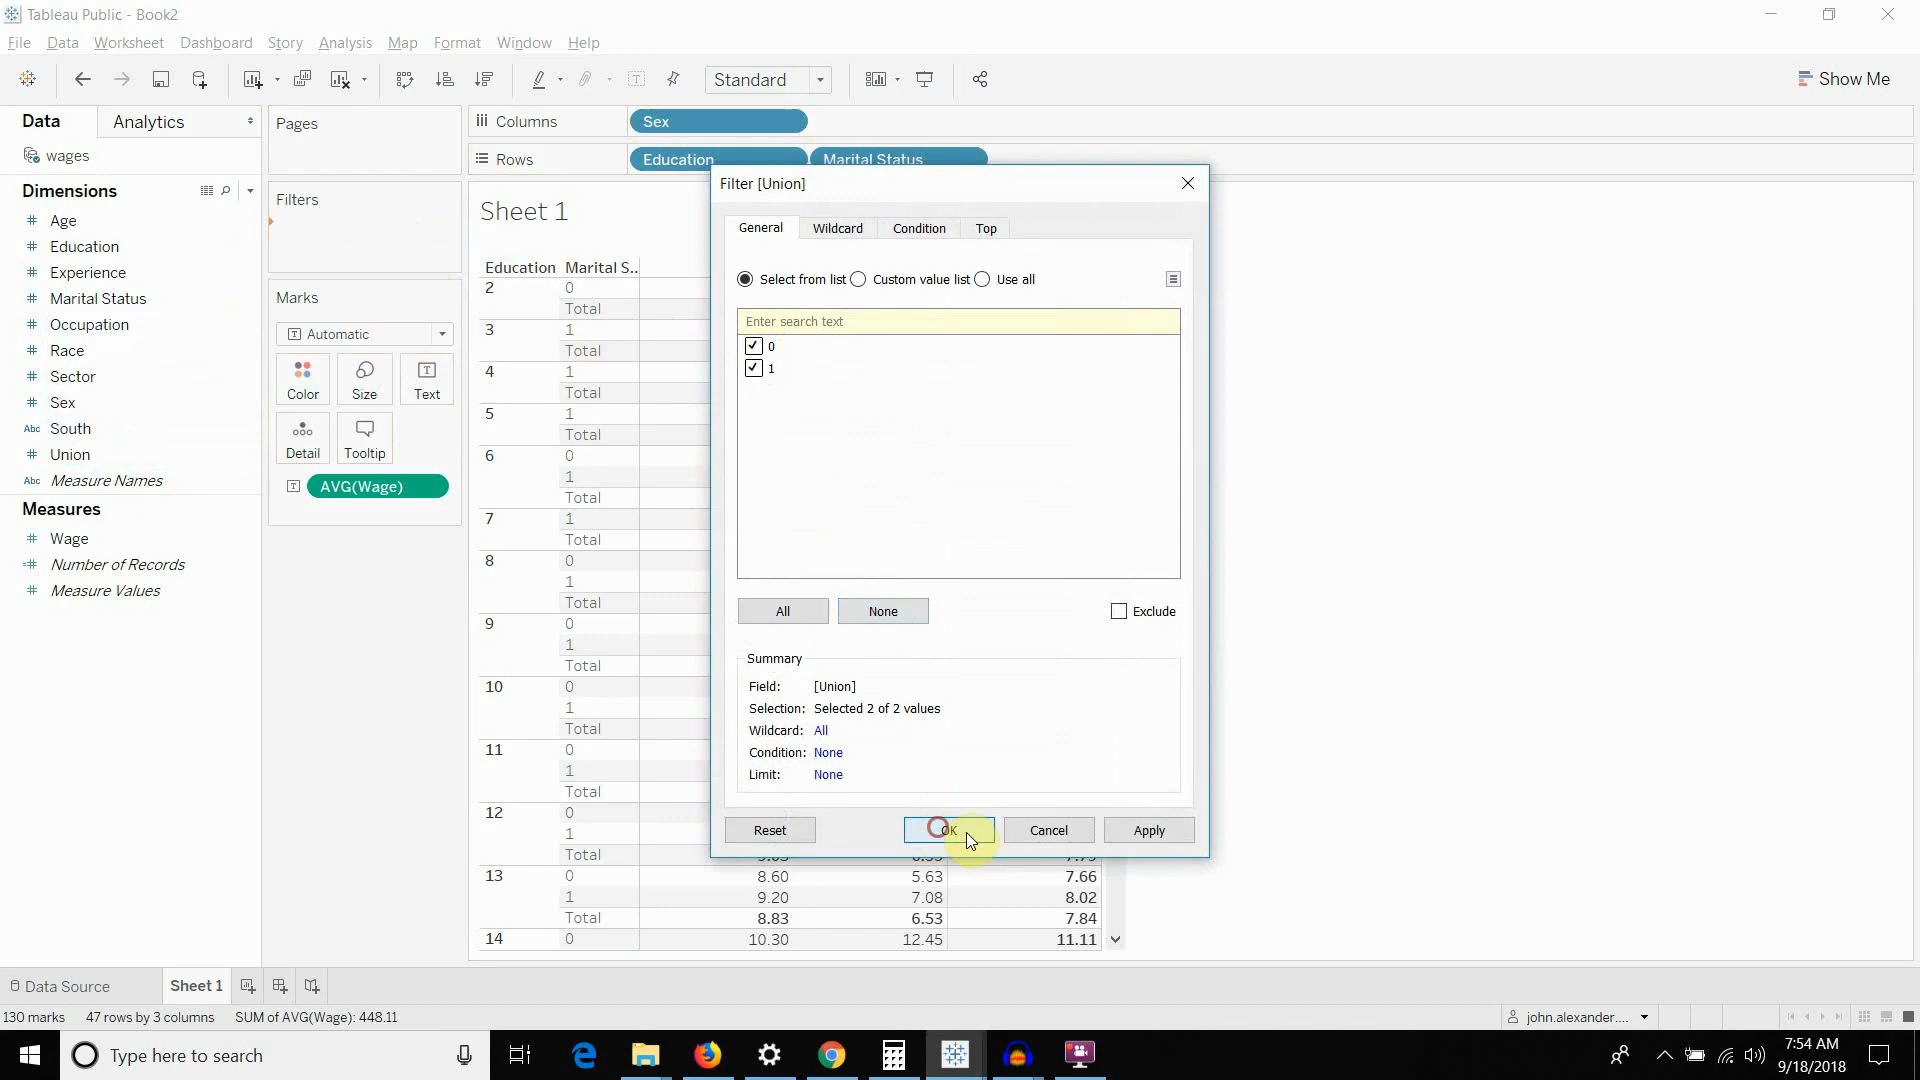 Tableau Public - Book2
File Data Worksheet Dashboard Story Analysis Map Format Window Help
Standard
Show Me
Data Analytics
Pages
Columns Sex
wages
Rows Education Marital Status
Dimensions
Filters
Age
Education
Experience
Marital Status
Occupation
Race
Sector
Sex
Abc South
Union
Abc Measure Names
Measures
Wage
Number of Records
Measure Values
Marks
Automatic
Color Size Text
Detail Tooltip
AVG(Wage)
Sheet 1
Education Marital S..
2 0
Total
3 1
Total
4 1
Total
5 1
Total
6 0
1
Total
7 1
Total
8 0
1
Total
9 0
1
Total
10 0
1
Total
11 0
1
Total
12 0
1
Total
13 0 8.60 5.63 7.66
1 9.20 7.08 8.02
Total 8.83 6.53 7.84
14 0 10.30 12.45 11.11
Filter [Union]
General Wildcard Condition Top
Select from list Custom value list Use all
Enter search text
0
1
All None Exclude
Summary
Field: [Union]
Selection: Selected 2 of 2 values
Wildcard: All
Condition: None
Limit: None
Reset OK Cancel Apply
Data Source Sheet 1
130 marks 47 rows by 3 columns SUM of AVG(Wage): 448.11
john.alexander....
Type here to search
7:54 AM
9/18/2018